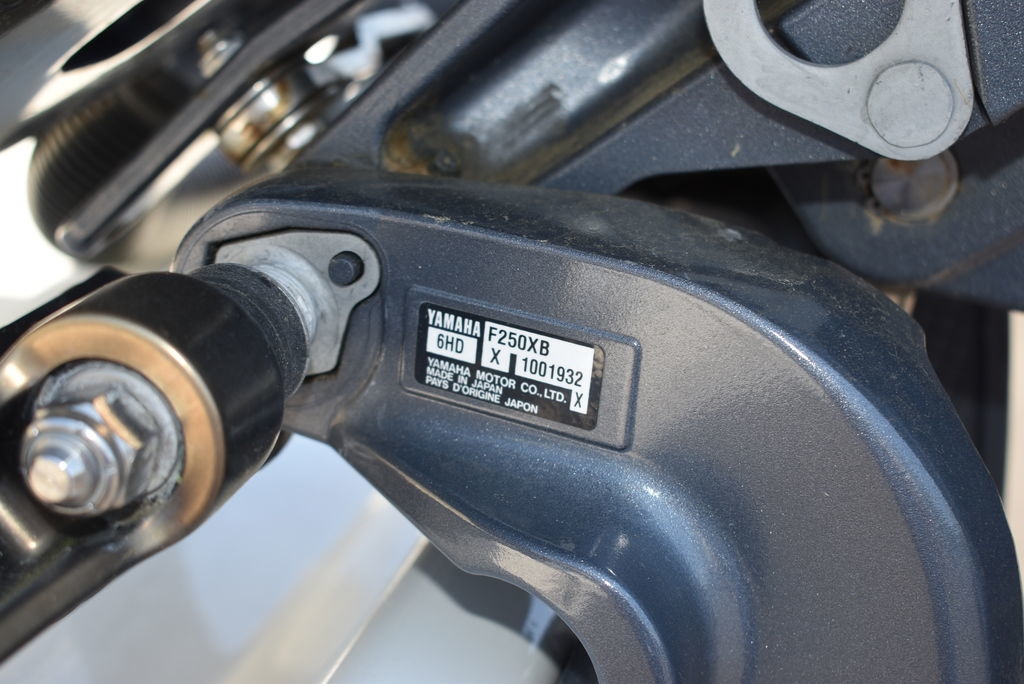 YAMAHA F250XB
6HD X 1001932
YAMAHA MOTOR CO.,LTD. X
MADE IN JAPAN
PAYS D'ORIGINE JAPON